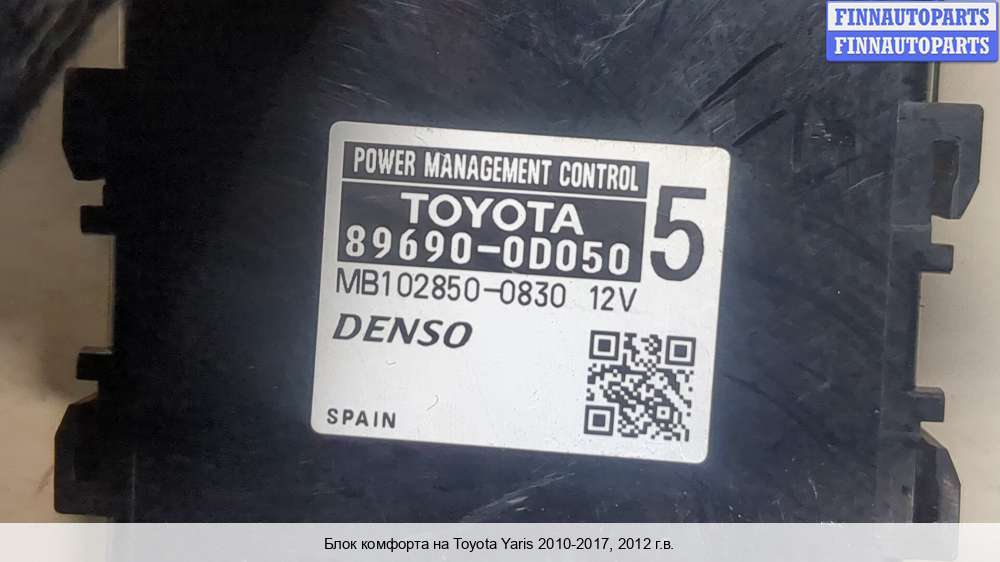 FINNAUTOPARTS
FINNAUTOPARTS
POWER MANAGEMENT CONTROL
TOYOTA
89690-0D050
5
MB102850-0830 12V
DENSO
SPAIN
Блок комфорта на Toyota Yaris 2010-2017, 2012 г.в.